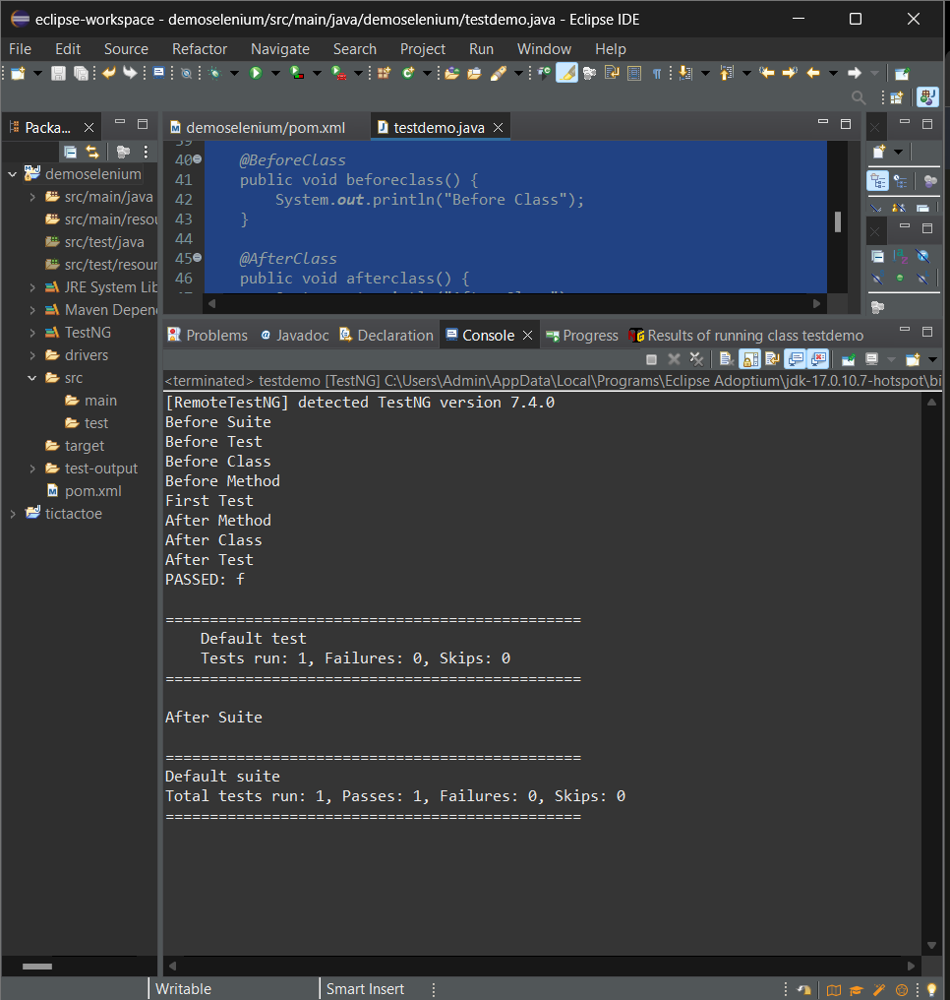 eclipse-workspace - demoselenium/src/main/java/demoselenium/testdemo.java - Eclipse IDE
File Edit Source Refactor Navigate Search Project Run Window Help
Packa...
demoselenium/pom.xml
testdemo.java
demoselenium
src/main/java
src/main/resou
src/test/java
src/test/resour
JRE System Lib
Maven Depen
TestNG
drivers
src
main
test
target
test-output
pom.xml
tictactoe
39
40 @BeforeClass
41 public void beforeclass() {
42 System.out.println("Before Class");
43 }
44
45 @AfterClass
46 public void afterclass() {
Problems Javadoc Declaration Console Progress Results of running class testdemo
<terminated> testdemo [TestNG] C:\Users\Admin\AppData\Local\Programs\Eclipse Adoptium\jdk-17.0.10.7-hotspot\bi
[RemoteTestNG] detected TestNG version 7.4.0
Before Suite
Before Test
Before Class
Before Method
First Test
After Method
After Class
After Test
PASSED: f
===============================================
Default test
Tests run: 1, Failures: 0, Skips: 0
===============================================
After Suite
===============================================
Default suite
Total tests run: 1, Passes: 1, Failures: 0, Skips: 0
===============================================
Writable
Smart Insert